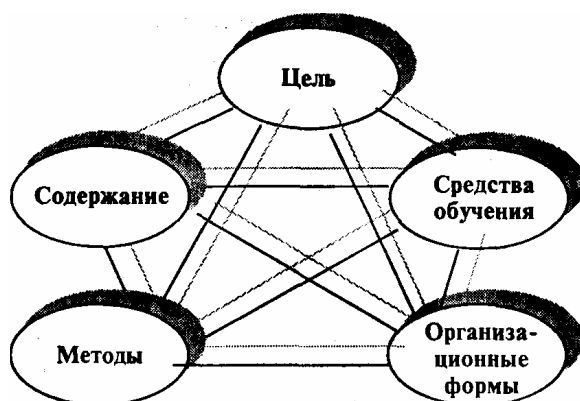 Цель
Содержание
Средства
обучения
Методы
Организа-
ционные
формы